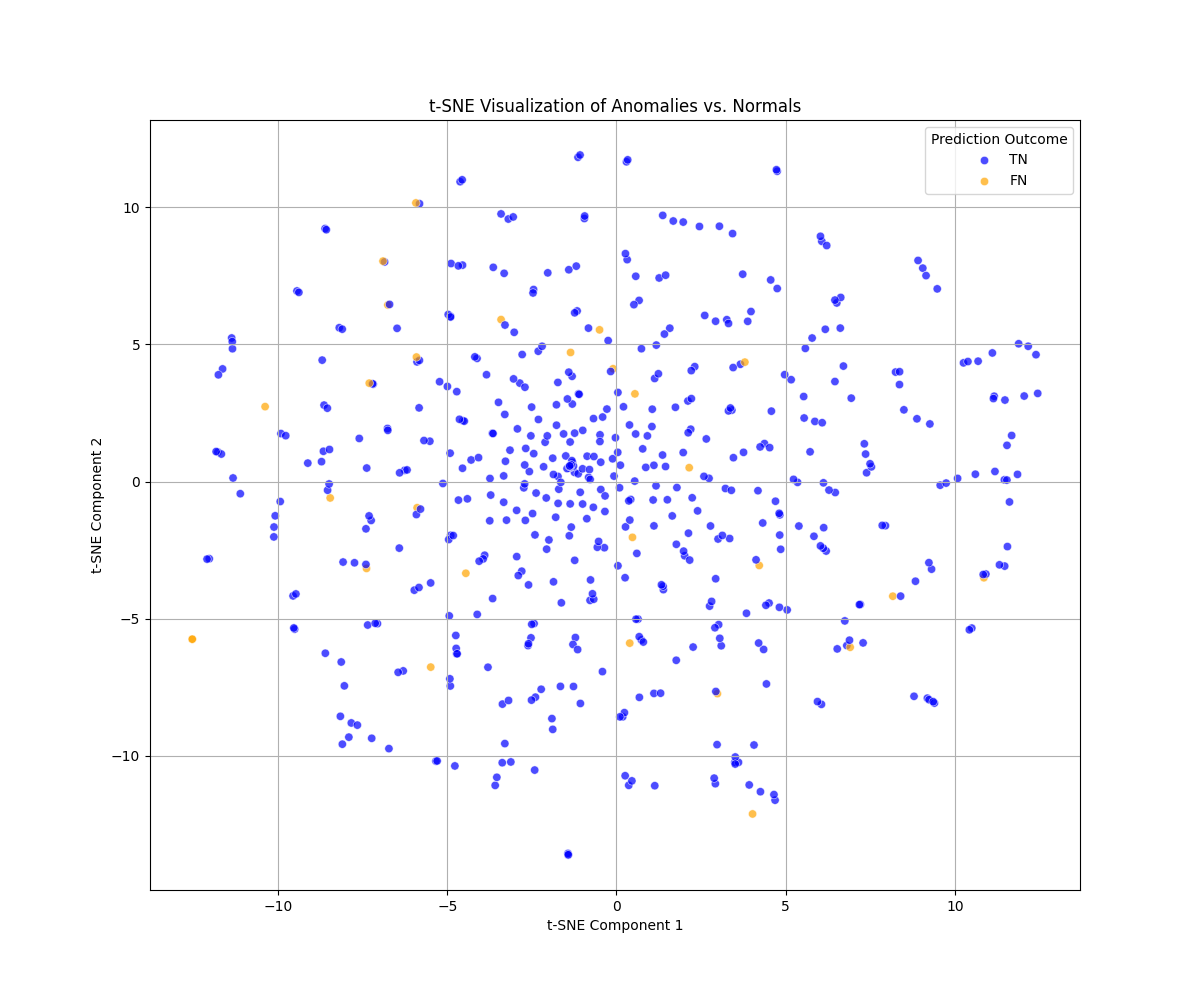 t-SNE Visualization of Anomalies vs. Normals
Prediction Outcome
TN
FN
10
5
0
−5
−10
t-SNE Component 2
−10
−5
0
5
10
t-SNE Component 1